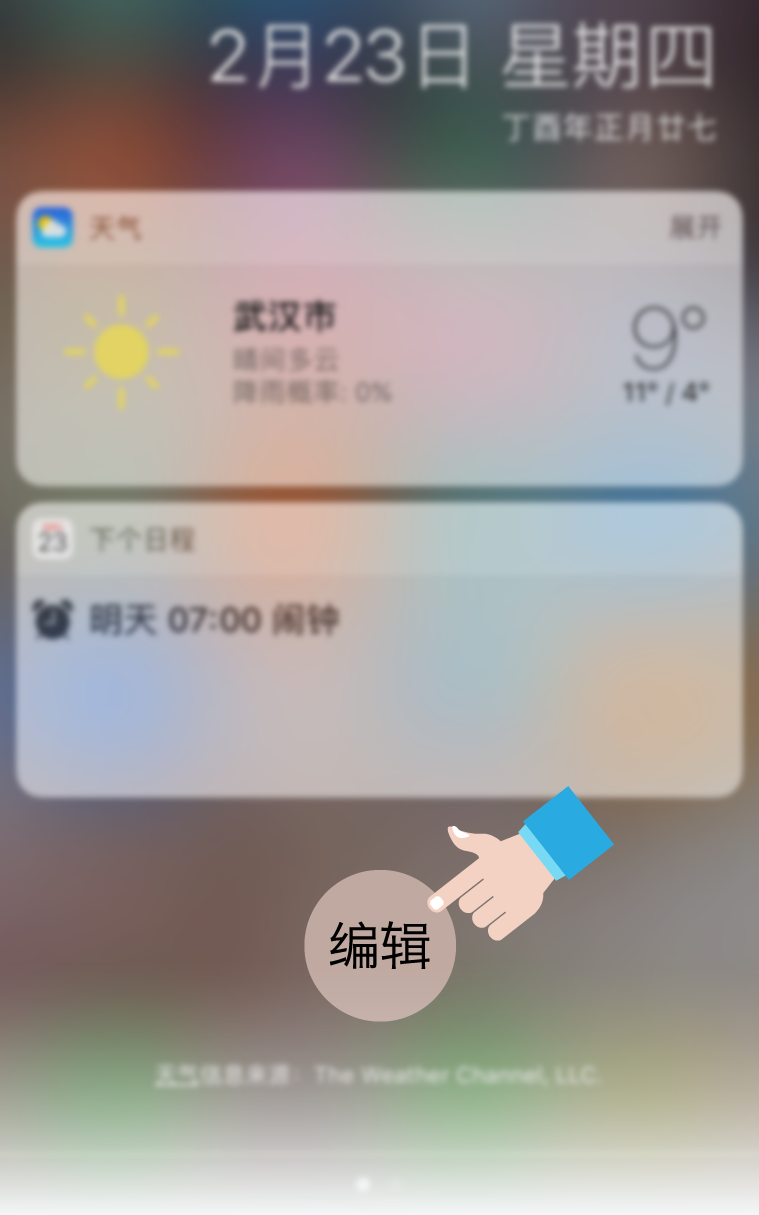 2月23日 星期四
丁酉年正月廿七
天气 展开
武汉市
9°
晴间多云
降雨概率: 0%
11° / 4°
23 下个日程
明天 07:00 闹钟
编辑
天气信息来源：The Weather Channel, LLC.